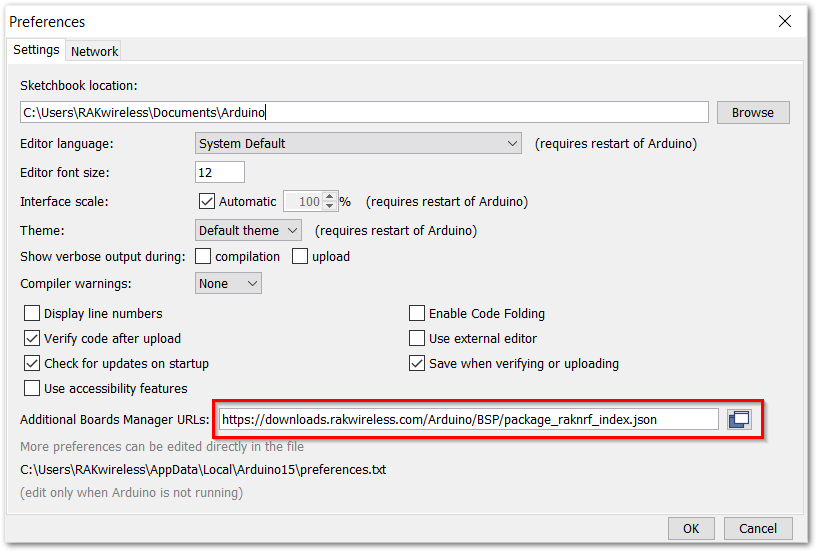 Preferences
Settings Network
Sketchbook location:
C:\Users\RAKwireless\Documents\Arduino Browse
Editor language: System Default (requires restart of Arduino)
Editor font size: 12
Interface scale: Automatic 100 % (requires restart of Arduino)
Theme: Default theme (requires restart of Arduino)
Show verbose output during: compilation upload
Compiler warnings: None
Display line numbers Enable Code Folding
Verify code after upload Use external editor
Check for updates on startup Save when verifying or uploading
Use accessibility features
Additional Boards Manager URLs: https://downloads.rakwireless.com/Arduino/BSP/package_raknrf_index.json
More preferences can be edited directly in the file
C:\Users\RAKwireless\AppData\Local\Arduino15\preferences.txt
(edit only when Arduino is not running)
OK Cancel